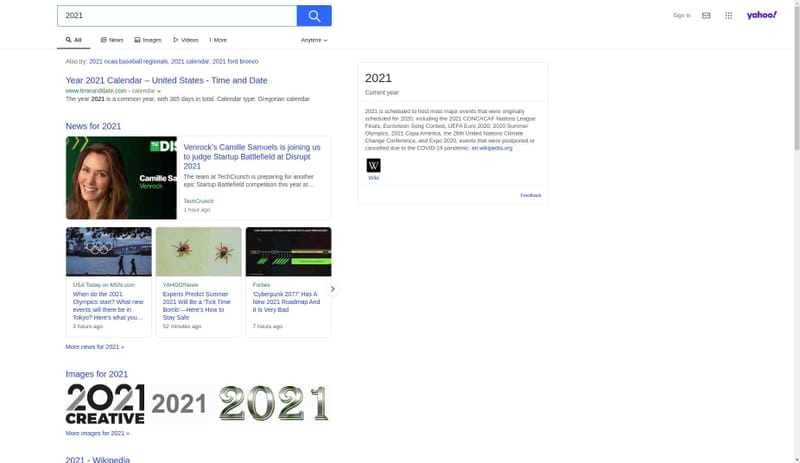 2021
Sign In
yahoo!
All
News
Images
Videos
More
Anytime
Also try: 2021 ncaa baseball regionals, 2021 calendar, 2021 ford bronco
Year 2021 Calendar – United States - Time and Date
www.timeanddate.com › calendar
The year 2021 is a common year, with 365 days in total. Calendar type: Gregorian calendar
2021
Current year
2021 is scheduled to host most major events that were originally
scheduled for 2020, including the 2021 CONCACAF Nations League
Finals, Eurovision Song Contest, UEFA Euro 2020, 2020 Summer
Olympics, 2021 Copa America, the 26th United Nations Climate
Change Conference, and Expo 2020, events that were postponed or
cancelled due to the COVID-19 pandemic. en.wikipedia.org
W
Wiki
Feedback
News for 2021
DIS
Camille Sa
Venrock
Venrock's Camille Samuels is joining us
to judge Startup Battlefield at Disrupt
2021
The team at TechCrunch is preparing for another
epic Startup Battlefield competition this year at…
TechCrunch
1 hour ago
USA Today on MSN.com
When do the 2021
Olympics start? What new
events will there be in
Tokyo? Here's what you…
2 hours ago
YAHOO!News
Experts Predict Summer
2021 Will Be a 'Tick Time
Bomb'—Here's How to
Stay Safe
52 minutes ago
Forbes
'Cyberpunk 2077' Has A
New 2021 Roadmap And
It Is Very Bad
7 hours ago
More news for 2021 »
Images for 2021
2021
CREATIVE
2021
2021
More images for 2021 »
2021 - Wikipedia